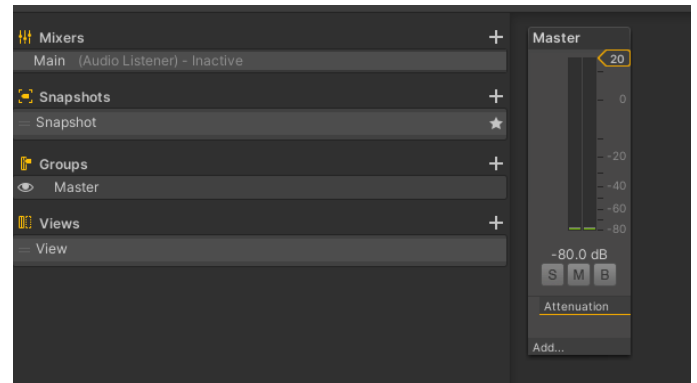 Mixers
Main (Audio Listener) - Inactive
Snapshots
Snapshot
Groups
Master
Views
View
Master
20
0
-20
-40
-60
-80
-80.0 dB
S M B
Attenuation
Add...